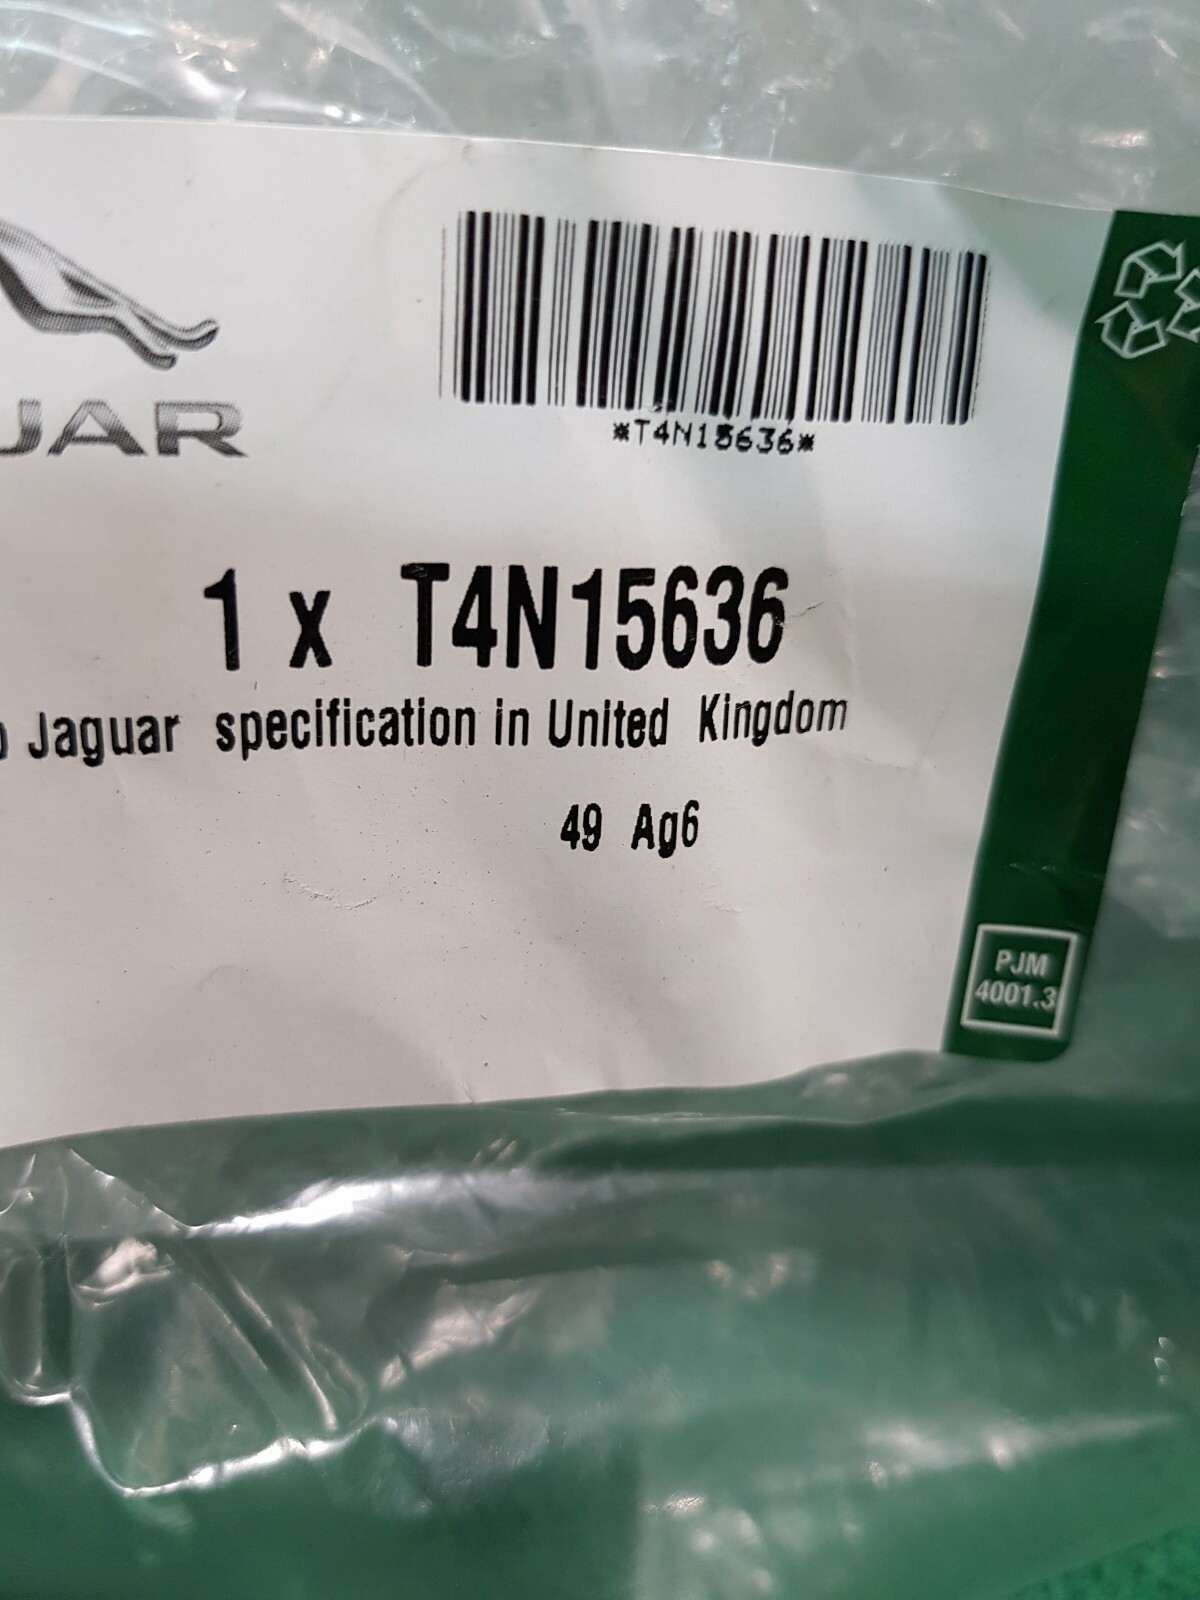 JAR
*T4N15636*
1 x T4N15636
Jaguar specification in United Kingdom
49 Ag6
PJM
4001.3